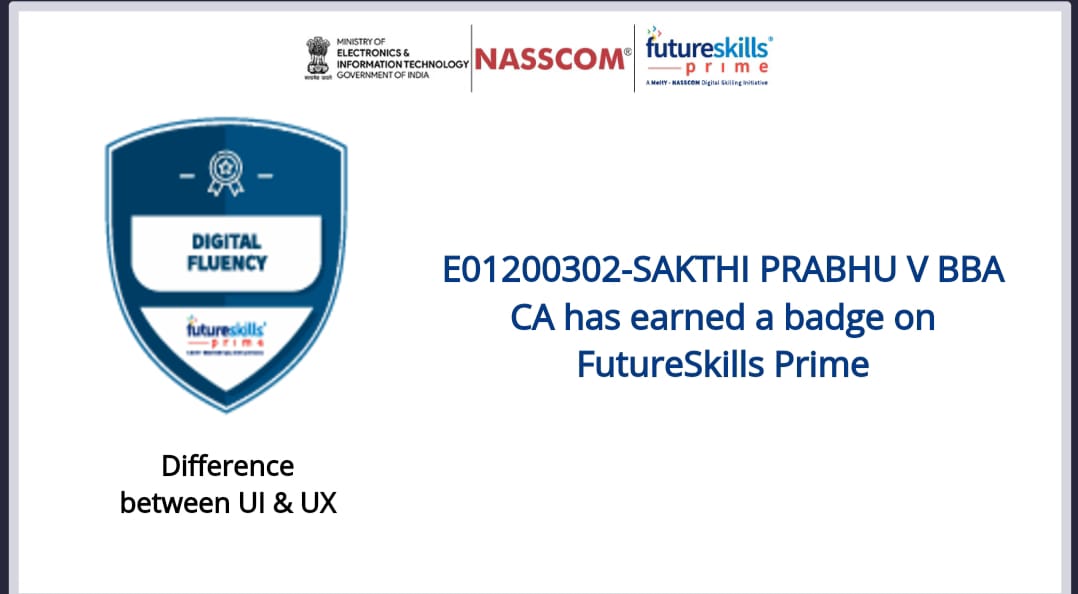 MINISTRY OF
ELECTRONICS &
INFORMATION TECHNOLOGY
GOVERNMENT OF INDIA
NASSCOM®
futureskills®
prime
A MeitY - NASSCOM Digital Skilling Initiative
DIGITAL
FLUENCY
futureskills®
prime
E01200302-SAKTHI PRABHU V BBA
CA has earned a badge on
FutureSkills Prime
Difference
between UI & UX